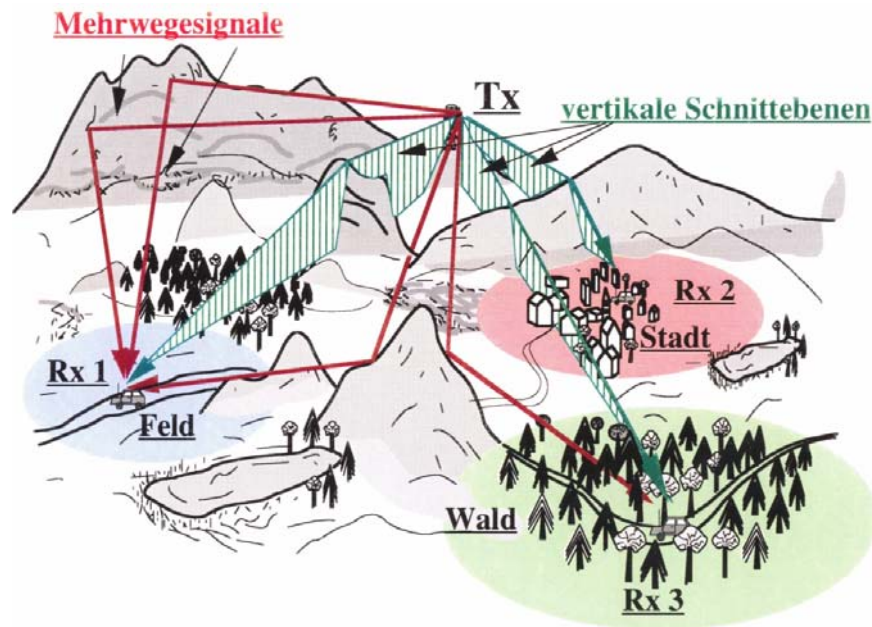 Mehrwegesignale
Tx
vertikale Schnittebenen
Rx 2
Stadt
Rx 1
Feld
Wald
Rx 3